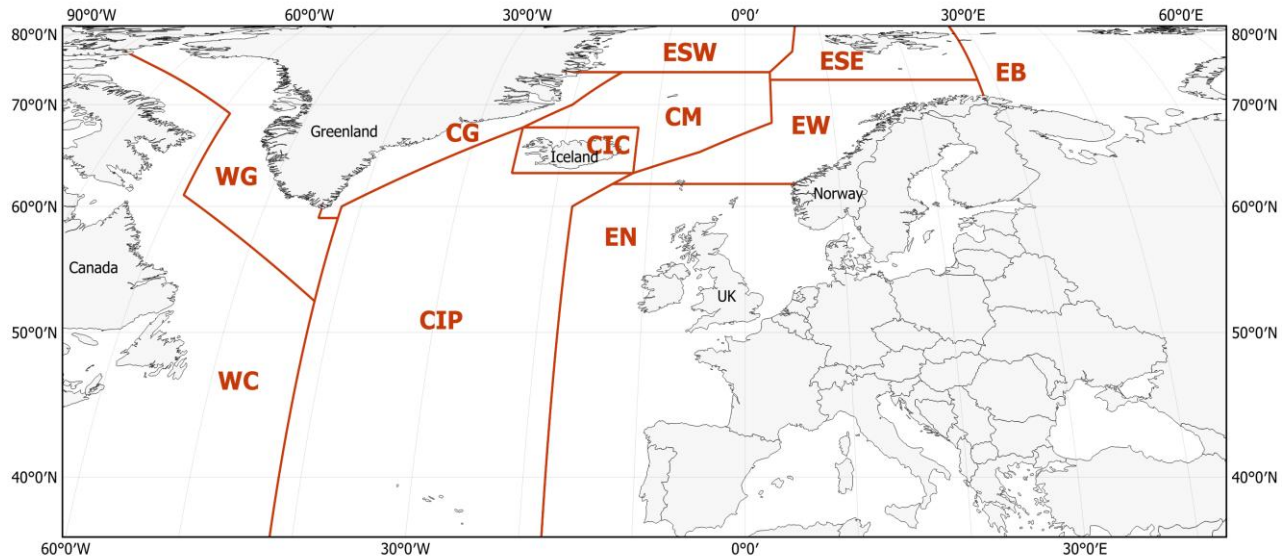 90°0'W 60°0'W 30°0'W 0°0' 30°0'E 60°0'E
80°0'N ESW ESE EB 80°0'N
70°0'N Greenland CG CM EW 70°0'N
CIC
Iceland
WG Norway
60°0'N EN 60°0'N
Canada UK
CIP
50°0'N 50°0'N
WC
40°0'N 40°0'N
60°0'W 30°0'W 0°0' 30°0'E